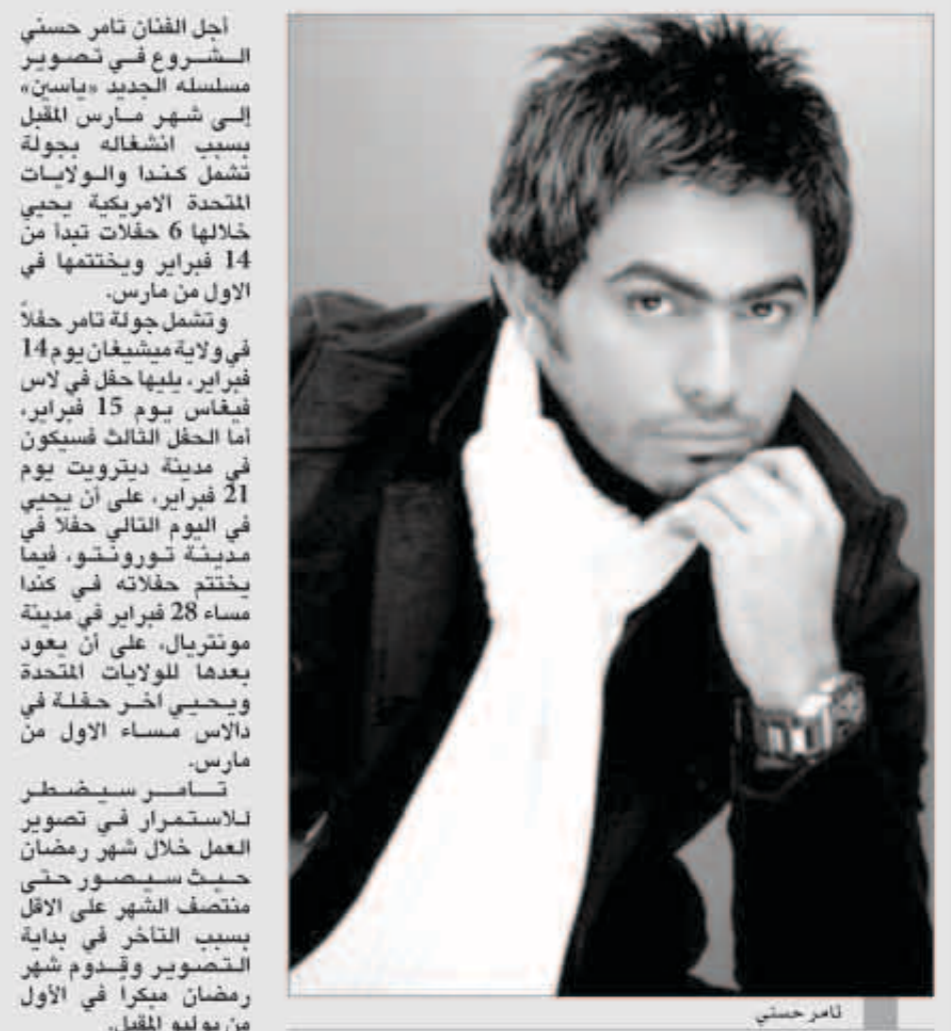 أجل الفنان تامر حسني
الشروع في تصوير
مسلسله الجديد «ياسين»
إلى شهر مارس المقبل
بسبب انشغاله بجولة
تشمل كندا والولايات
المتحدة الامريكية يحيي
خلالها 6 حفلات تبدأ من
14 فبراير ويختتمها في
الاول من مارس.
وتشمل جولة تامر حفلاً
في ولاية ميشيغان يوم 14
فبراير، يليها حفل في لاس
فيغاس يوم 15 فبراير،
أما الحفل الثالث فسيكون
في مدينة ديترويت يوم
21 فبراير، على أن يحيي
في اليوم التالي حفلاً في
مدينة تورونتو، فيما
يختتم حفلاته في كندا
مساء 28 فبراير في مدينة
مونتريال، على أن يعود
بعدها للولايات المتحدة
ويحيي اخر حفلة في
دالاس مساء الاول من
مارس.
تامر سيضطر
للاستمرار في تصوير
العمل خلال شهر رمضان
حيث سيصور حتى
منتصف الشهر على الاقل
بسبب التأخر في بداية
التصوير وقدوم شهر
رمضان مبكراً في الأول
من يوليو المقبل.
تامر حسني